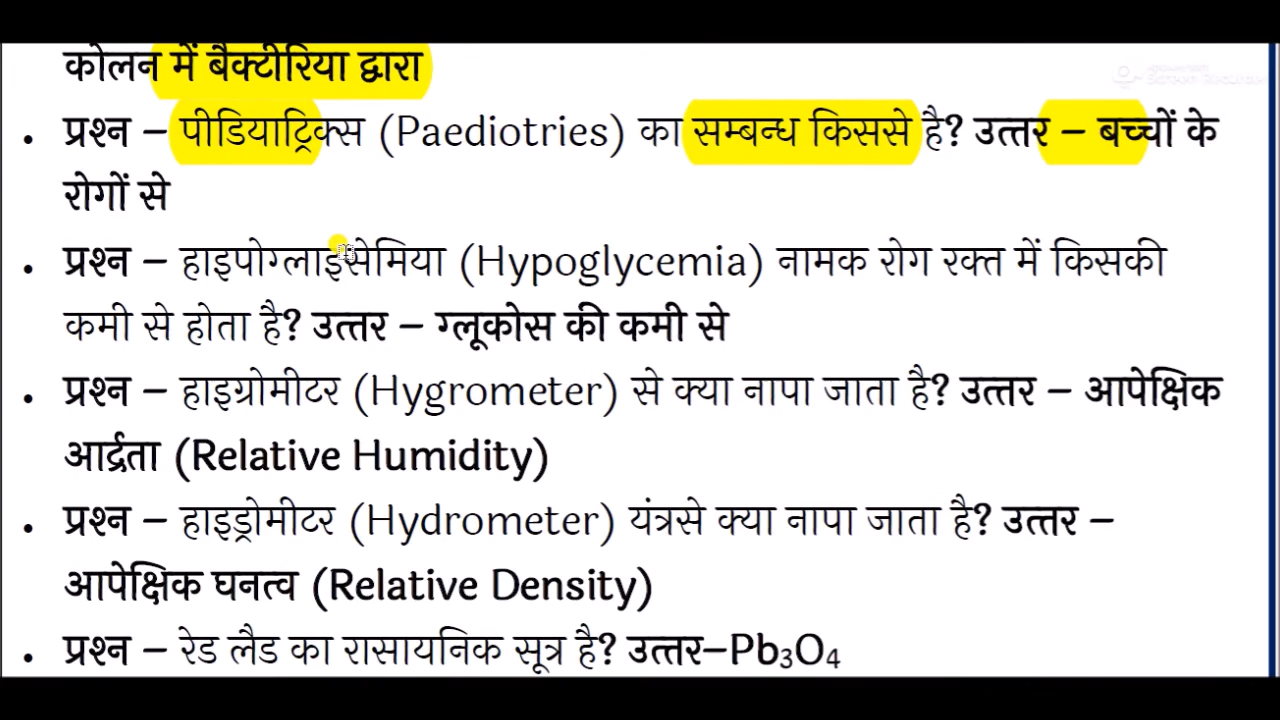 कोलन में बैक्टीरिया द्वारा
• प्रश्न – पीडियाट्रिक्स (Paediotries) का सम्बन्ध किससे है? उत्तर – बच्चों के
रोगों से
• प्रश्न – हाइपोग्लाइसेमिया (Hypoglycemia) नामक रोग रक्त में किसकी
कमी से होता है? उत्तर – ग्लूकोस की कमी से
• प्रश्न – हाइग्रोमीटर (Hygrometer) से क्या नापा जाता है? उत्तर – आपेक्षिक
आर्द्रता (Relative Humidity)
• प्रश्न – हाइड्रोमीटर (Hydrometer) यंत्रसे क्या नापा जाता है? उत्तर –
आपेक्षिक घनत्व (Relative Density)
• प्रश्न – रेड लैड का रासायनिक सूत्र है? उत्तर–Pb₃O₄